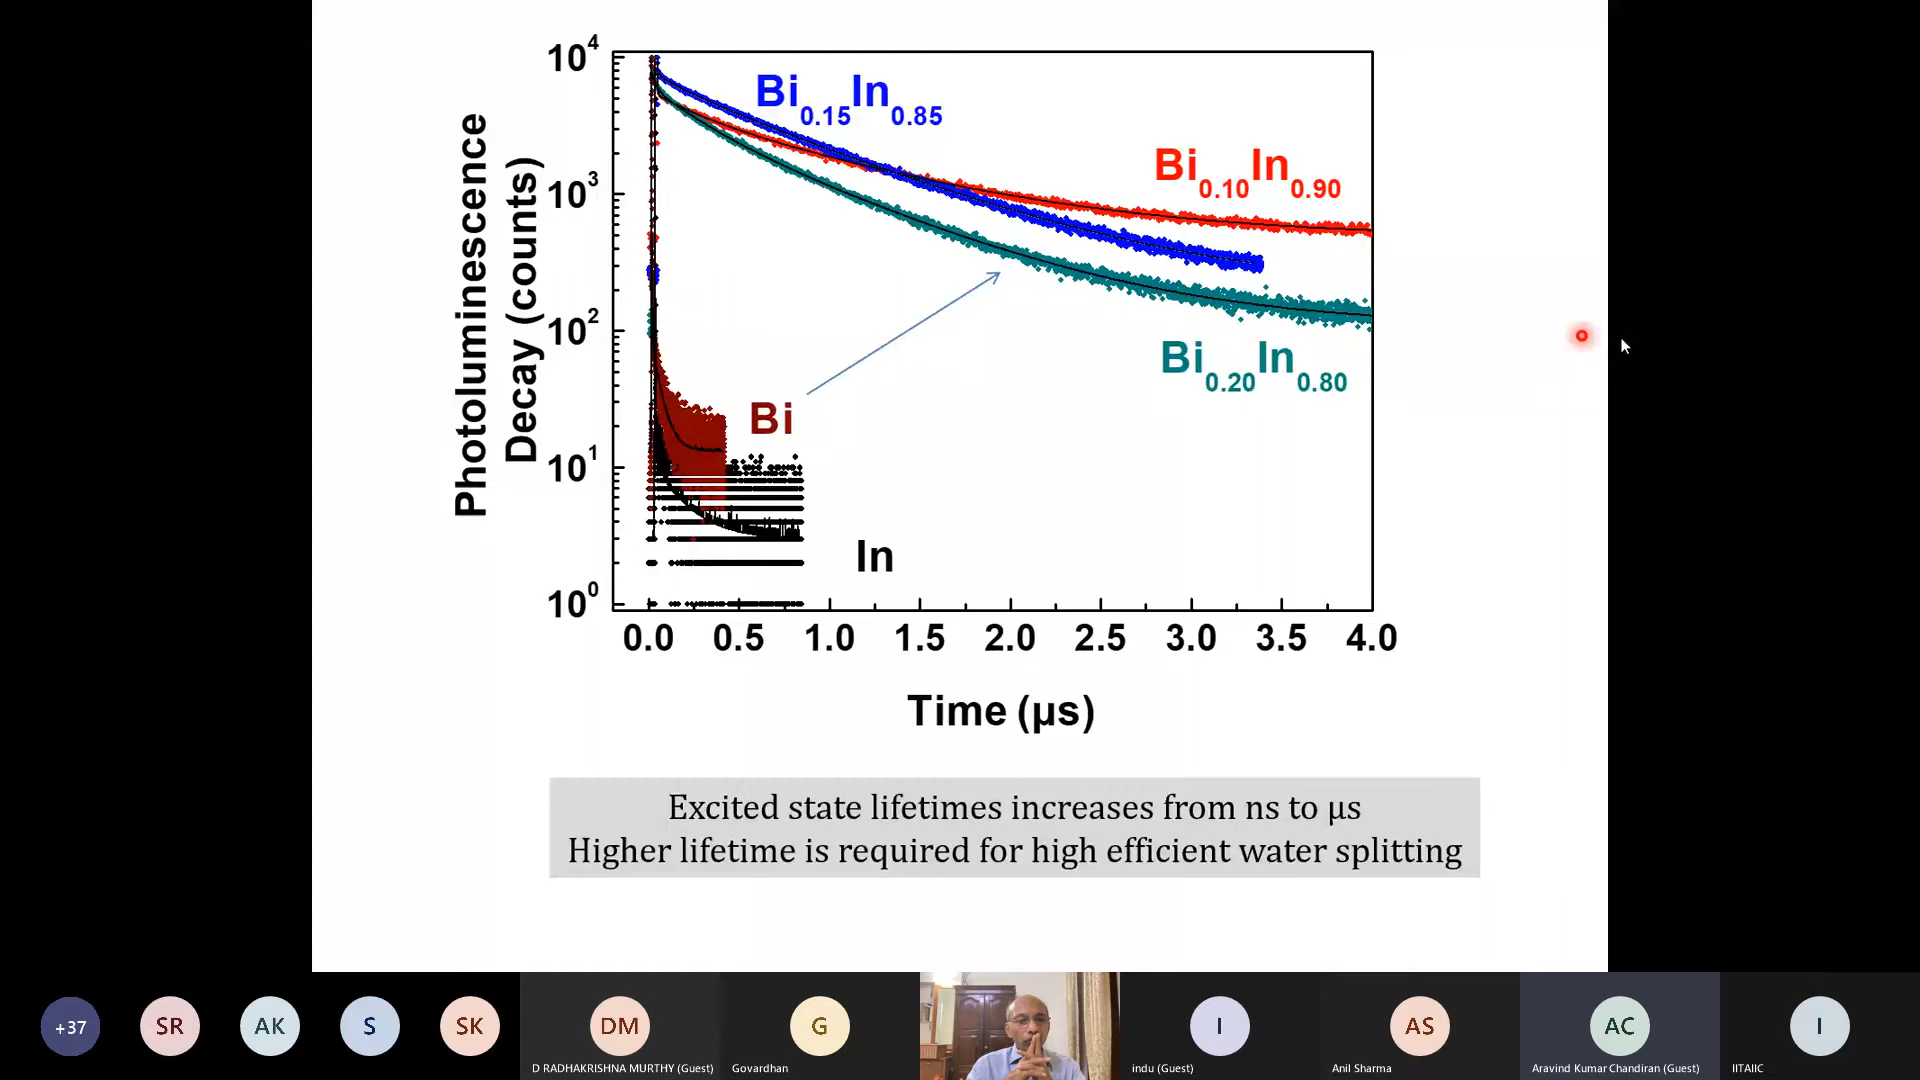 Photoluminescence
Decay (counts)
10⁴
10³
10²
10¹
10⁰
Bi0.15In0.85
Bi0.10In0.90
Bi0.20In0.80
Bi
In
0.0 0.5 1.0 1.5 2.0 2.5 3.0 3.5 4.0
Time (µs)
Excited state lifetimes increases from ns to µs
Higher lifetime is required for high efficient water splitting
+37 SR AK S SK DM G I AS AC I
D RADHAKRISHNA MURTHY (Guest) Govardhan indu (Guest) Anil Sharma Aravind Kumar Chandiran (Guest) IITAIIC